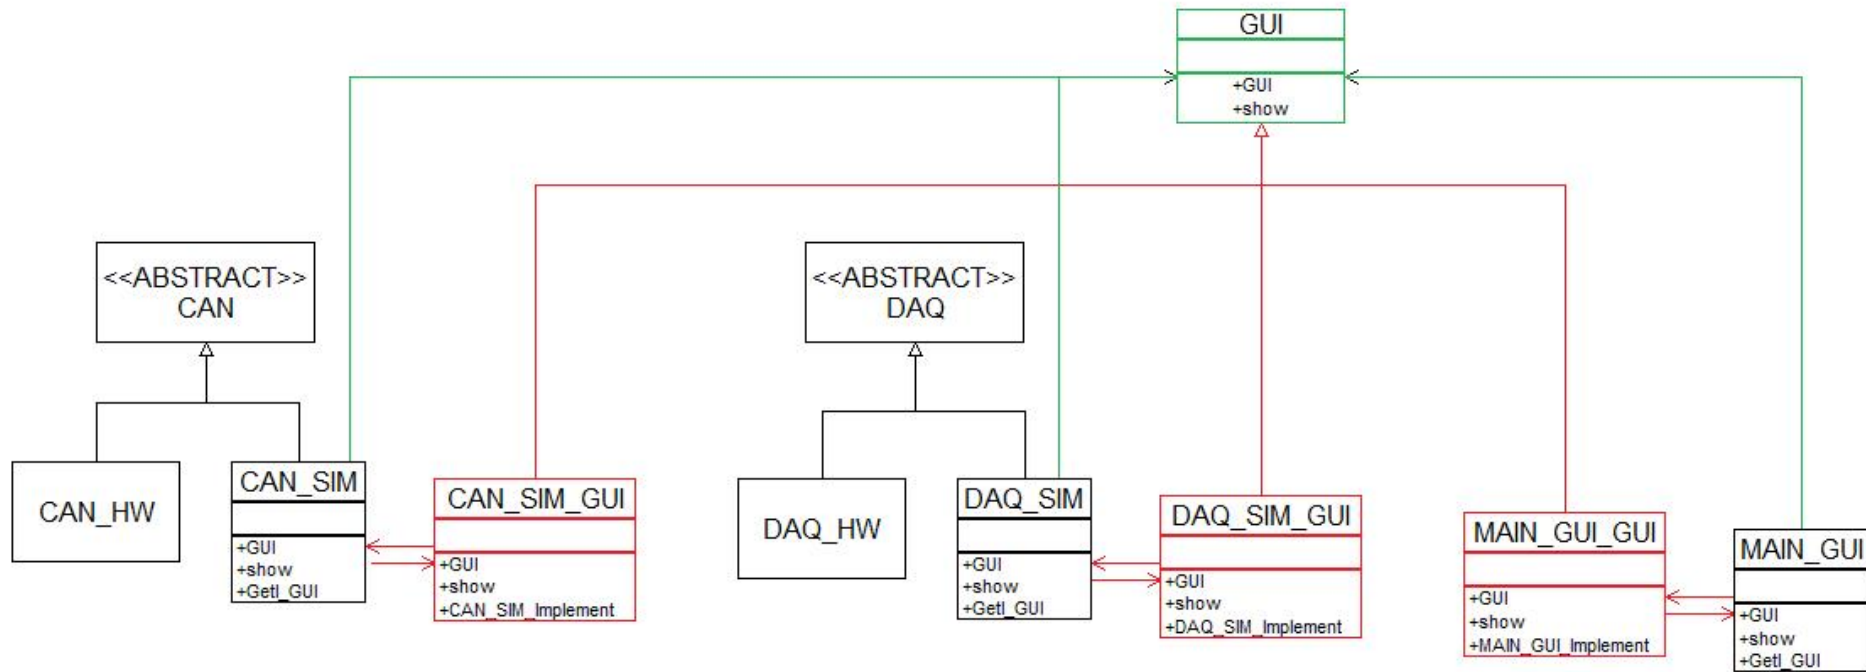 GUI
+GUI
+show
<<ABSTRACT>>
CAN
<<ABSTRACT>>
DAQ
CAN_HW
CAN_SIM
+GUI
+show
+GetI_GUI
CAN_SIM_GUI
+GUI
+show
+CAN_SIM_Implement
DAQ_HW
DAQ_SIM
+GUI
+show
+GetI_GUI
DAQ_SIM_GUI
+GUI
+show
+DAQ_SIM_Implement
MAIN_GUI_GUI
+GUI
+show
+MAIN_GUI_Implement
MAIN_GUI
+GUI
+show
+GetI_GUI